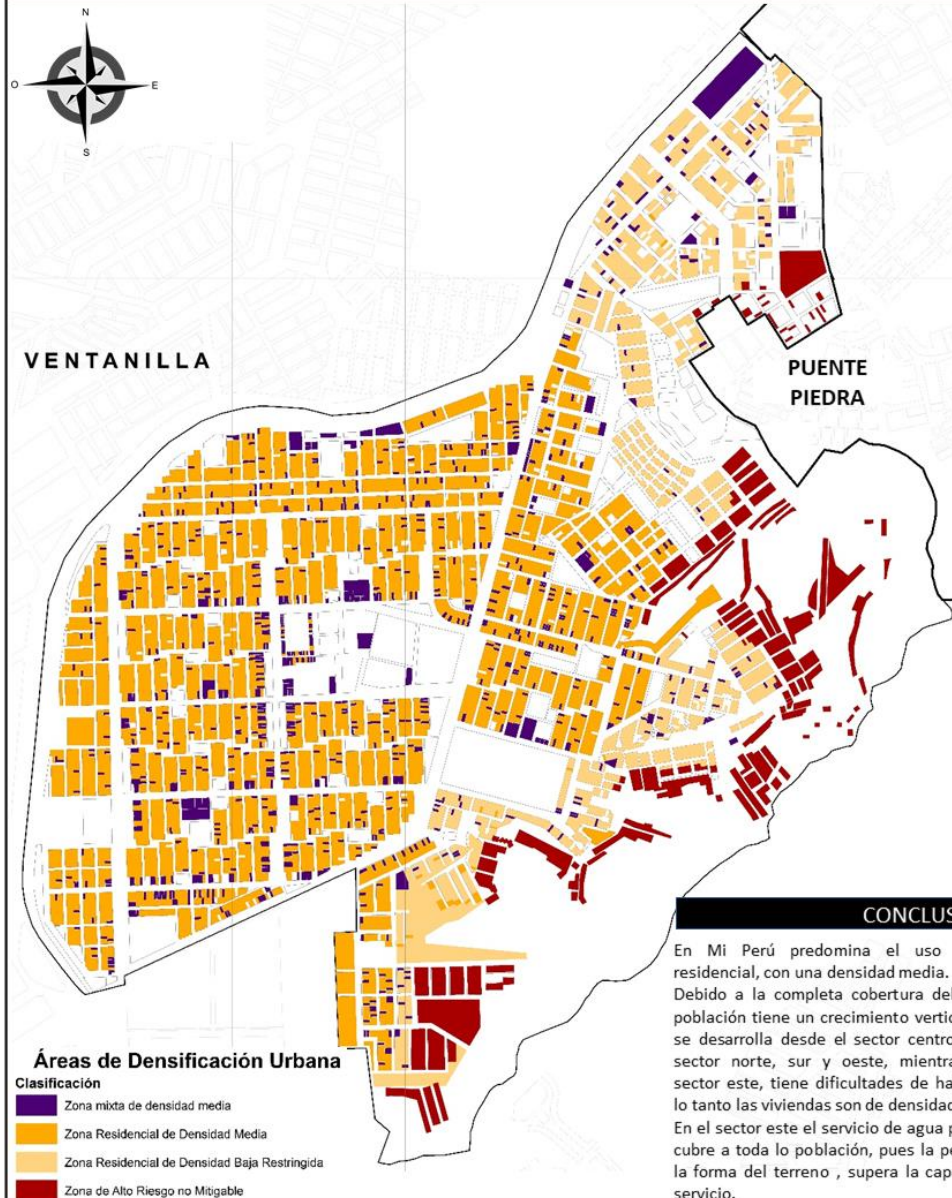 N
O
E
S
VENTANILLA
PUENTE
PIEDRA
CONCLUS
En Mi Perú predomina el uso
residencial, con una densidad media.
Debido a la completa cobertura del
población tiene un crecimiento vertic
se desarrolla desde el sector centro
sector norte, sur y oeste, mientra
sector este, tiene dificultades de ha
lo tanto las viviendas son de densidad
En el sector este el servicio de agua p
cubre a toda lo población, pues la pe
la forma del terreno , supera la cap
servicio.
Áreas de Densificación Urbana
Clasificación
Zona mixta de densidad media
Zona Residencial de Densidad Media
Zona Residencial de Densidad Baja Restringida
Zona de Alto Riesgo no Mitigable